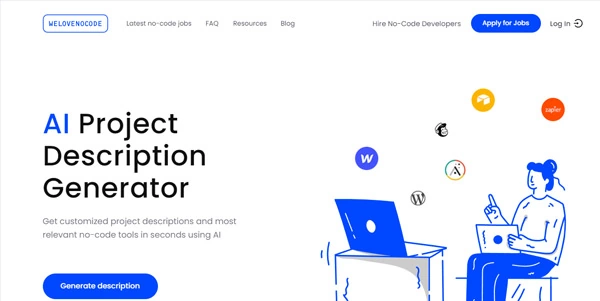 WELOVENOCODE
Latest no-code jobs
FAQ
Resources
Blog
Hire No-Code Developers
Apply for Jobs
Log In
AI Project
Description
Generator
Get customized project descriptions and most
relevant no-code tools in seconds using AI
Generate description
zapier